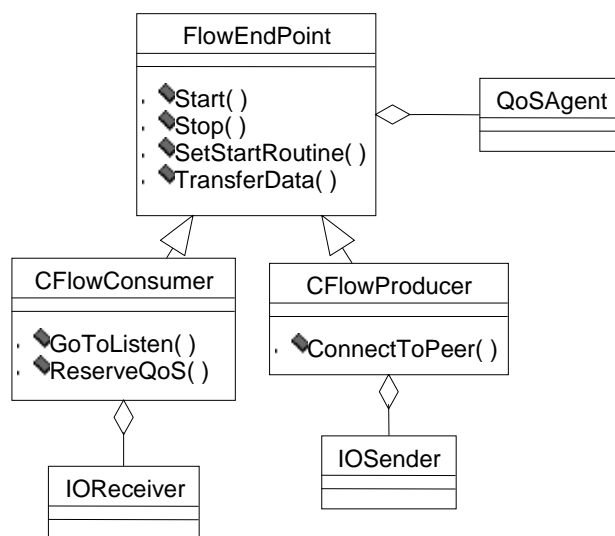 FlowEndPoint
Start( )
Stop( )
SetStartRoutine( )
TransferData( )
QoSAgent
CFlowConsumer
GoToListen( )
ReserveQoS( )
CFlowProducer
ConnectToPeer( )
IOReceiver
IOSender